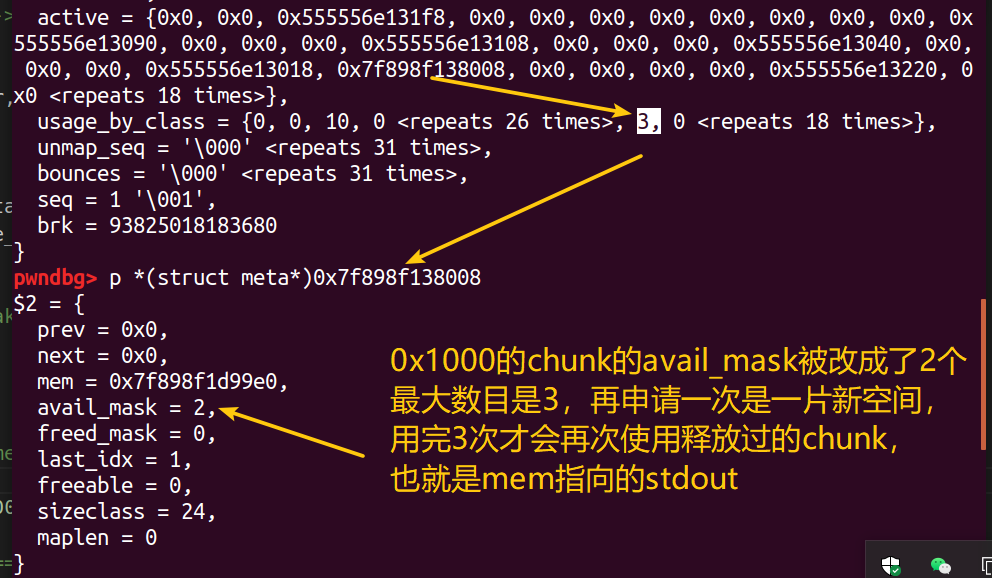 active = {0x0, 0x0, 0x555556e131f8, 0x0, 0x0, 0x0, 0x0, 0x0, 0x0, 0x0, 0x
555556e13090, 0x0, 0x0, 0x0, 0x555556e13108, 0x0, 0x0, 0x0, 0x555556e13040, 0x0,
0x0, 0x0, 0x555556e13018, 0x7f898f138008, 0x0, 0x0, 0x0, 0x0, 0x555556e13220, 0
x0 <repeats 18 times>},
usage_by_class = {0, 0, 10, 0 <repeats 26 times>, 3, 0 <repeats 18 times>},
unmap_seq = '\000' <repeats 31 times>,
bounces = '\000' <repeats 31 times>,
seq = 1 '\001',
brk = 93825018183680
}
pwndbg> p *(struct meta*)0x7f898f138008
$2 = {
prev = 0x0,
next = 0x0,
mem = 0x7f898f1d99e0,
avail_mask = 2,
freed_mask = 0,
last_idx = 1,
freeable = 0,
sizeclass = 24,
maplen = 0
}
0x1000的chunk的avail_mask被改成了2个
最大数目是3，再申请一次是一片新空间，
用完3次才会再次使用释放过的chunk，
也就是mem指向的stdout